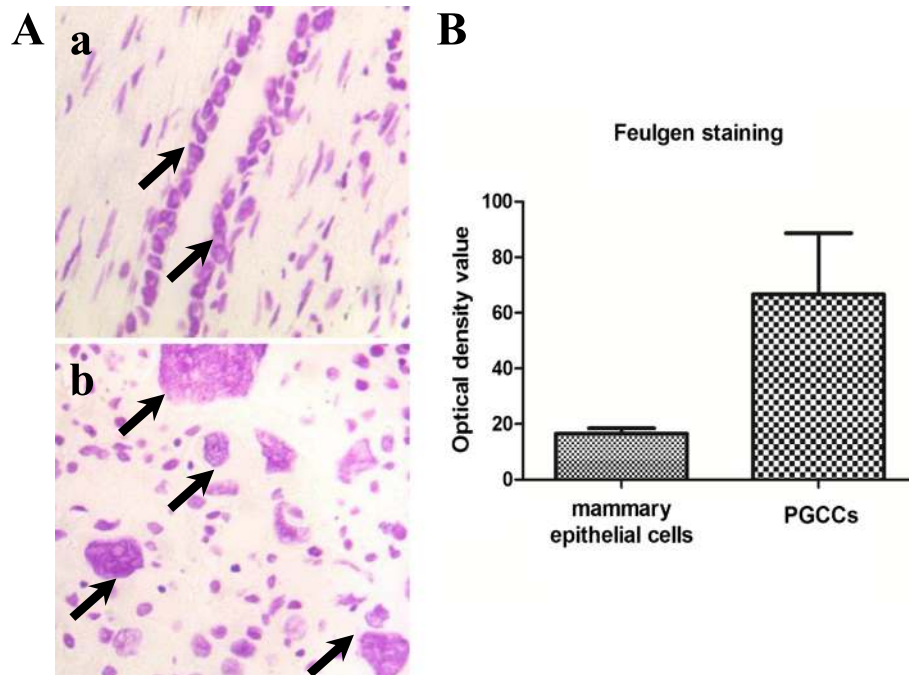 A
a
b
B
Feulgen staining
Optical density value
100
80
60
40
20
0
mammary
epithelial cells
PGCCs